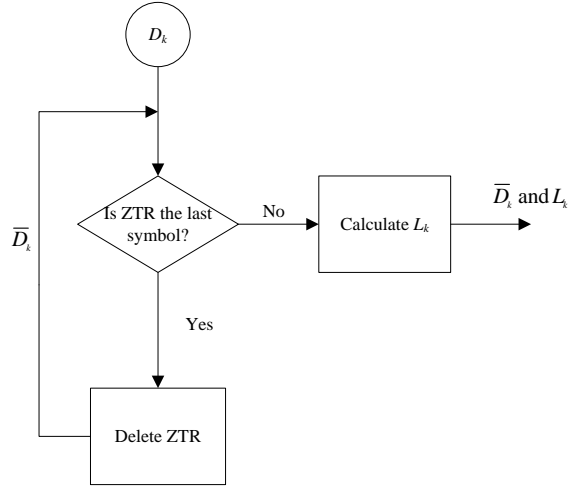 D_k
Is ZTR the last
symbol?
No
Calculate L_k
D̅_k and L_k
D̅_k
Yes
Delete ZTR